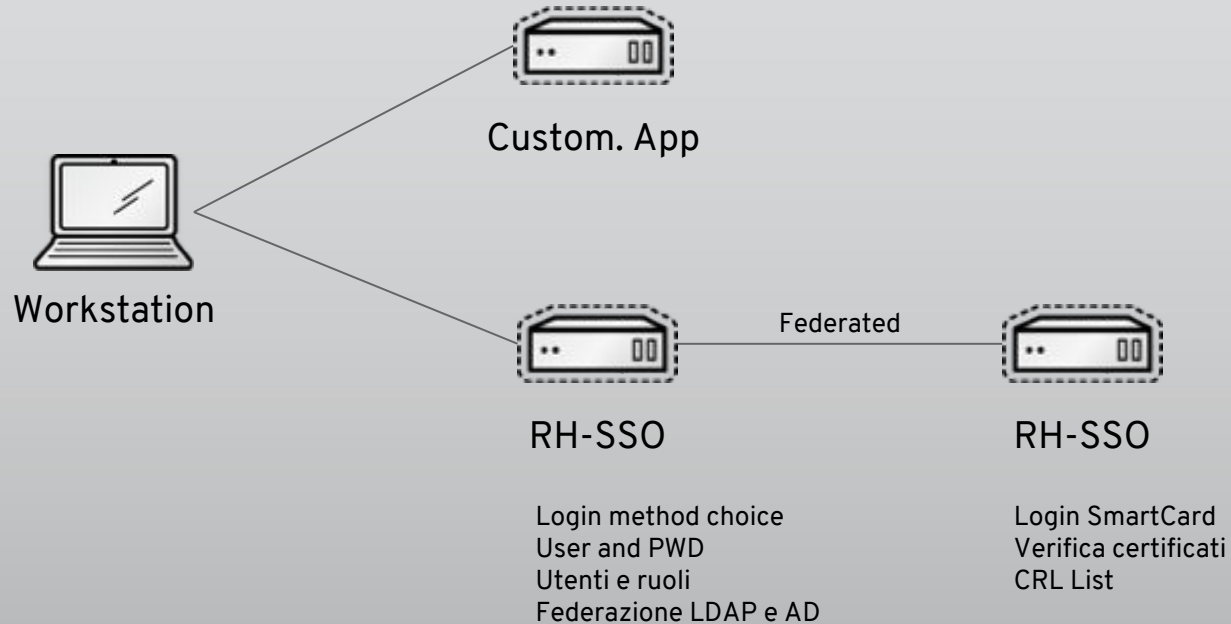 Custom. App
Workstation
Federated
RH-SSO
Login method choice
User and PWD
Utenti e ruoli
Federazione LDAP e AD
RH-SSO
Login SmartCard
Verifica certificati
CRL List